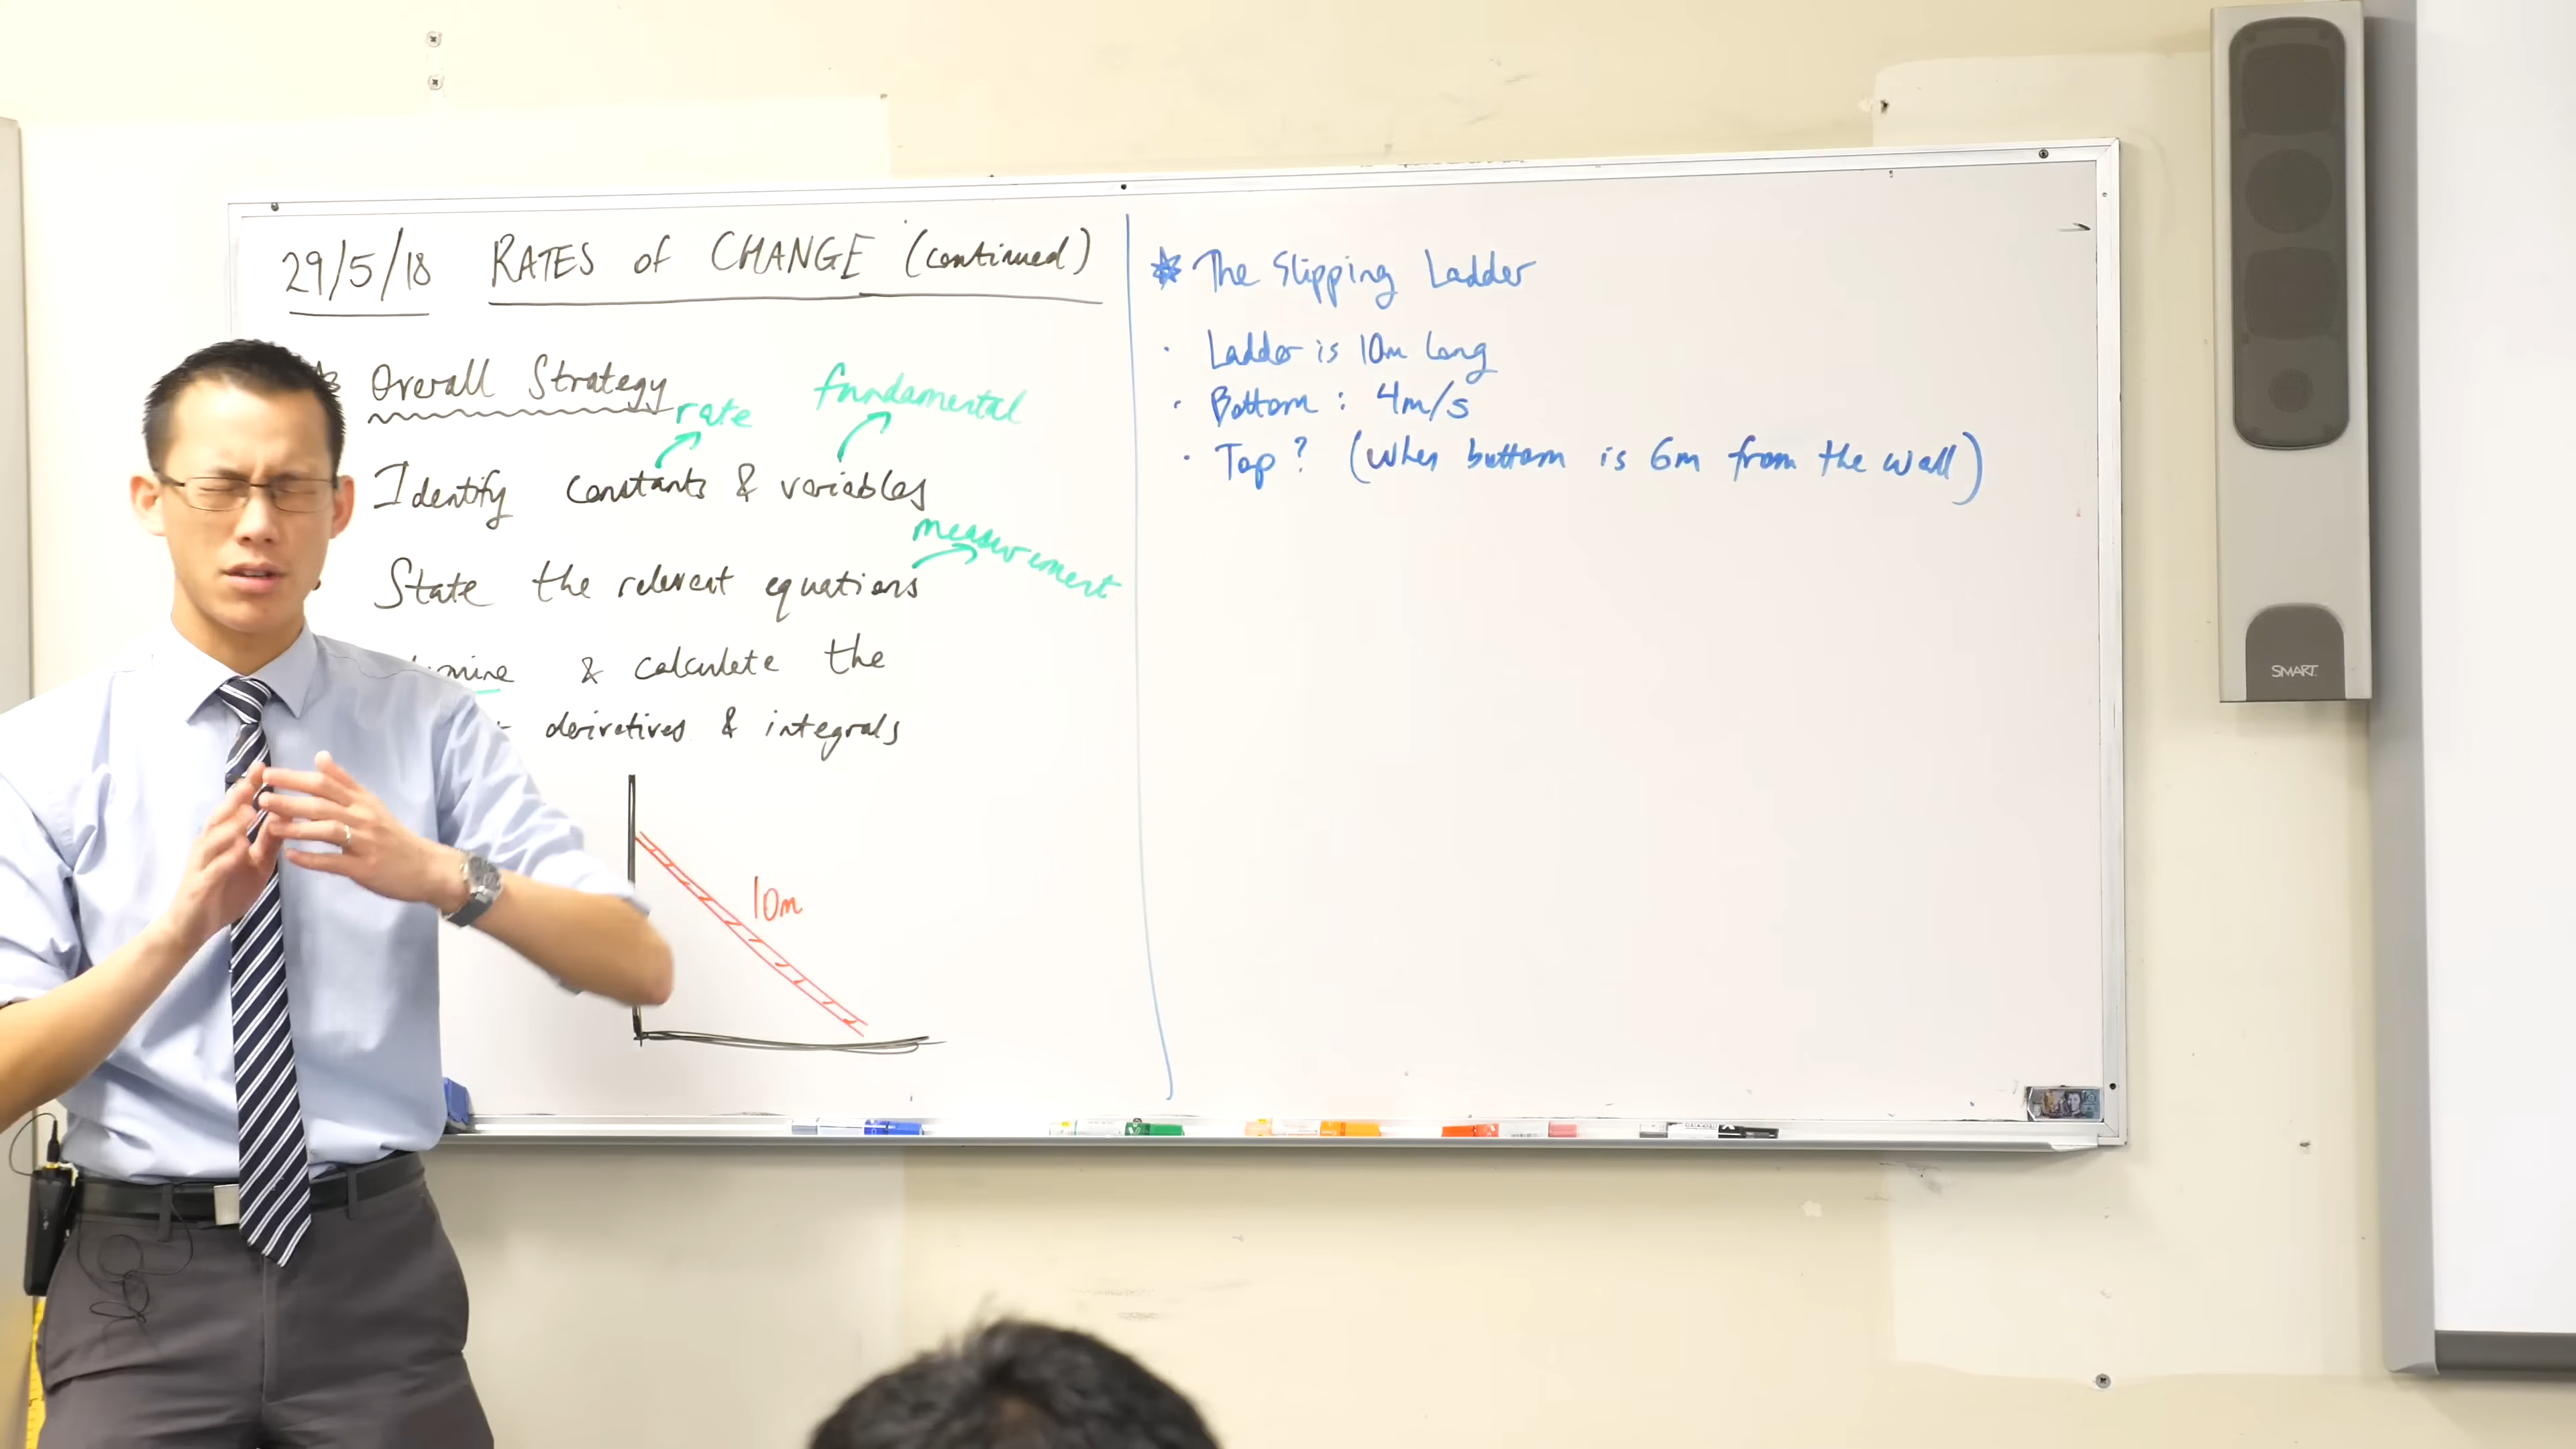 29/5/18 RATES of CHANGE (continued)
Overall Strategy
rate
fundamental
Identify constants & variables
measurement
State the relevant equations
& calculate the
derivatives & integrals
10m
* The Slipping Ladder
· Ladder is 10m long
· Bottom : 4m/s
· Top? (when bottom is 6m from the wall)
SMART